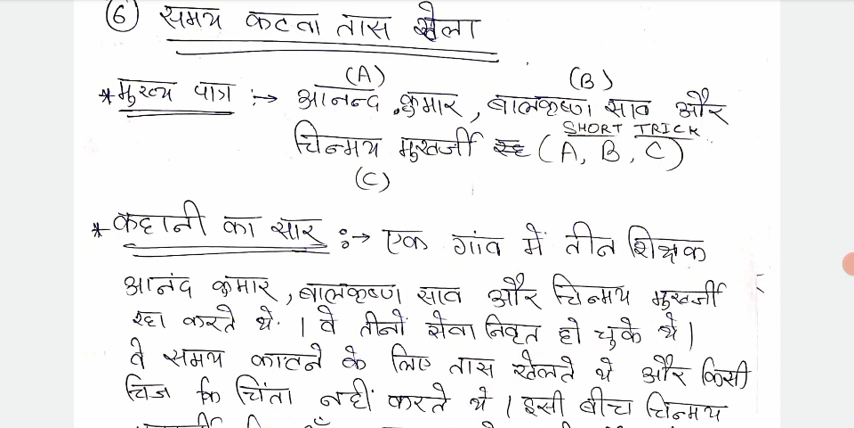 ⑥ समय कटवा तास खेला
(A) (B)
* मुख्य पात्र :→ आनन्द कुमार, बालकृष्ण साव और
SHORT TRICK
चिन्मय मुखर्जी (A, B, C)
(C)
* कहानी का सार :→ एक गांव में तीन शिक्षक
आनंद कुमार, बालकृष्ण साव और चिन्मय मुखर्जी
रहा करते थे । वे तीनों सेवा निवृत हो चुके थे ।
वे समय काटने के लिए तास खेलते थे और किसी
चिज कि चिंता नहीं करते थे । इसी बीच चिन्मय